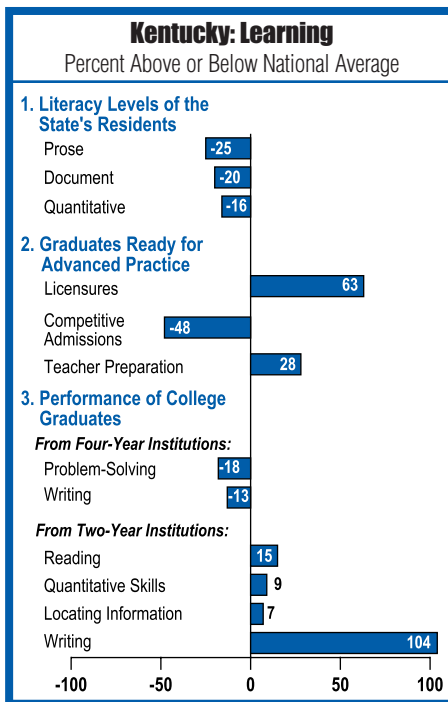 Kentucky: Learning
Percent Above or Below National Average
1. Literacy Levels of the
State's Residents
Prose
-25
Document
-20
Quantitative
-16
2. Graduates Ready for
Advanced Practice
Licensures
63
Competitive
Admissions
-48
Teacher Preparation
28
3. Performance of College
Graduates
From Four-Year Institutions:
Problem-Solving
-18
Writing
-13
From Two-Year Institutions:
Reading
15
Quantitative Skills
9
Locating Information
7
Writing
104
-100 -50 0 50 100